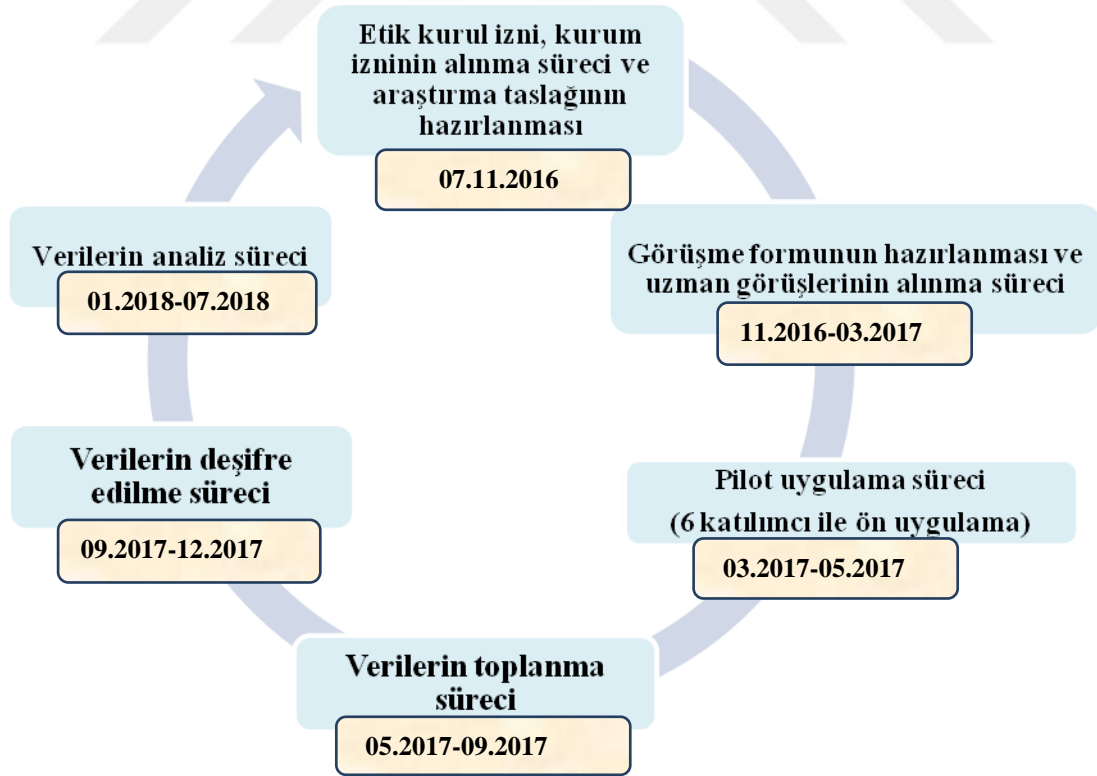 Etik kurul izni, kurum
izninin alınma süreci ve
araştırma taslağının
hazırlanması
07.11.2016
Görüşme formunun hazırlanması ve
uzman görüşlerinin alınma süreci
11.2016-03.2017
Pilot uygulama süreci
(6 katılımcı ile ön uygulama)
03.2017-05.2017
Verilerin toplanma
süreci
05.2017-09.2017
Verilerin deşifre
edilme süreci
09.2017-12.2017
Verilerin analiz süreci
01.2018-07.2018